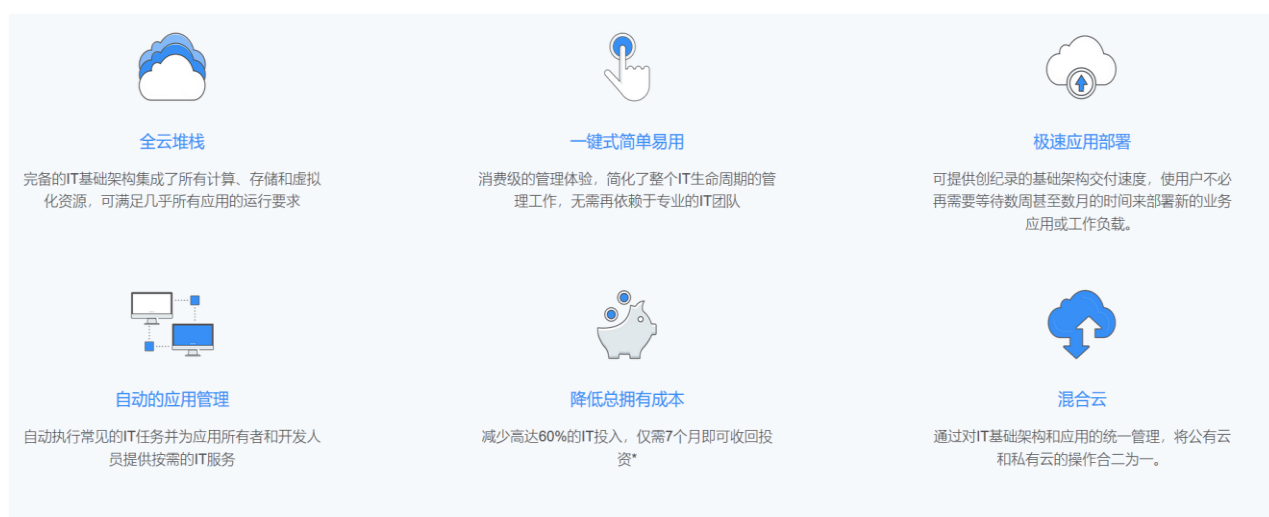 全云堆栈
完备的IT基础架构集成了所有计算、存储和虚拟
化资源，可满足几乎所有应用的运行要求
一键式简单易用
消费级的管理体验，简化了整个IT生命周期的管
理工作，无需再依赖于专业的IT团队
极速应用部署
可提供创纪录的基础架构交付速度，使用户不必
再需要等待数周甚至数月的时间来部署新的业务
应用或工作负载。
自动的应用管理
自动执行常见的IT任务并为应用所有者和开发人
员提供按需的IT服务
降低总拥有成本
减少高达60%的IT投入，仅需7个月即可收回投
资*
混合云
通过对IT基础架构和应用的统一管理，将公有云
和私有云的操作合二为一。